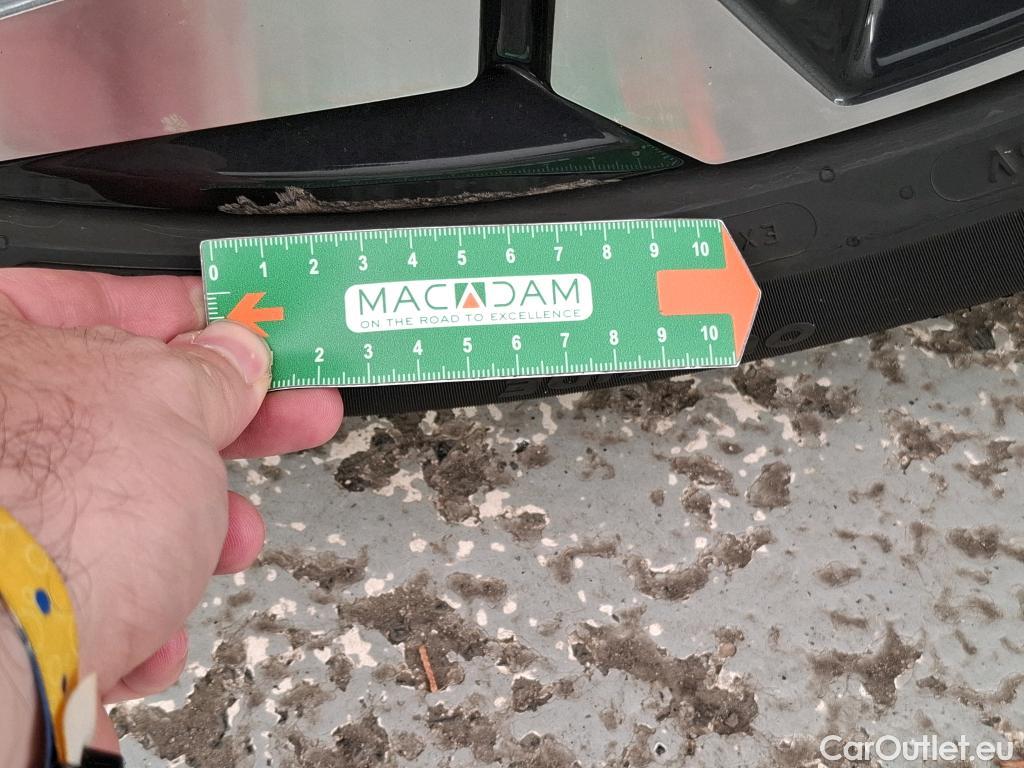 0 1 2 3 4 5 6 7 8 9 10
MACADAM
ON THE ROAD TO EXCELLENCE
2 3 4 5 6 7 8 9 10
EX
CarOutlet.eu